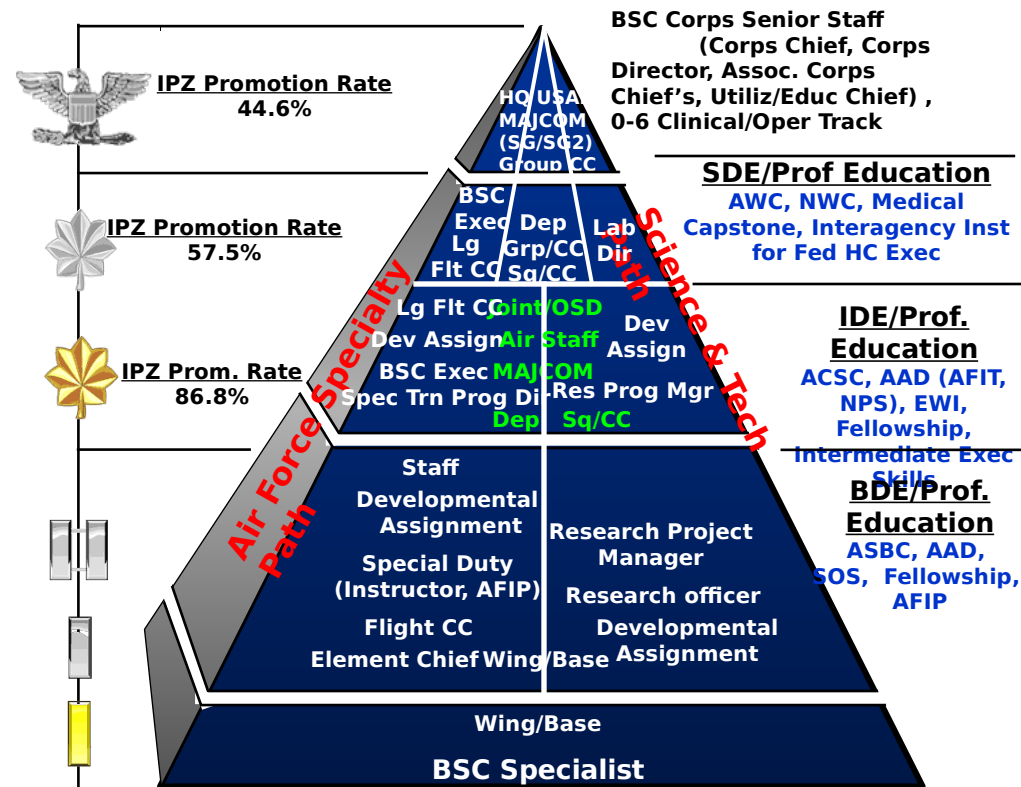 BSC Corps Senior Staff
(Corps Chief, Corps
Director, Assoc. Corps
Chief's, Utiliz/Educ Chief) ,
0-6 Clinical/Oper Track
IPZ Promotion Rate
44.6%
HQ USA
MAJCOM
(SG/SG2)
Group CC
SDE/Prof Education
AWC, NWC, Medical
Capstone, Interagency Inst
for Fed HC Exec
IPZ Promotion Rate
57.5%
BSC
Exec
Lg
Flt CC
Dep
Grp/CC
Sq/CC
Lab
Dir
Air Force Specialty
Path
Science & Tech
Path
Lg Flt CC
Dev Assign
BSC Exec
Spec Trn Prog Dir
Joint/OSD
Air Staff
MAJCOM
Dep Sq/CC
Dev
Assign
Res Prog Mgr
IPZ Prom. Rate
86.8%
IDE/Prof.
Education
ACSC, AAD (AFIT,
NPS), EWI,
Fellowship,
Intermediate Exec
Skills
Staff
Developmental
Assignment
Special Duty
(Instructor, AFIP)
Flight CC
Element Chief
Wing/Base
Research Project
Manager
Research officer
Developmental
Assignment
BDE/Prof.
Education
ASBC, AAD,
SOS, Fellowship,
AFIP
Wing/Base
BSC Specialist